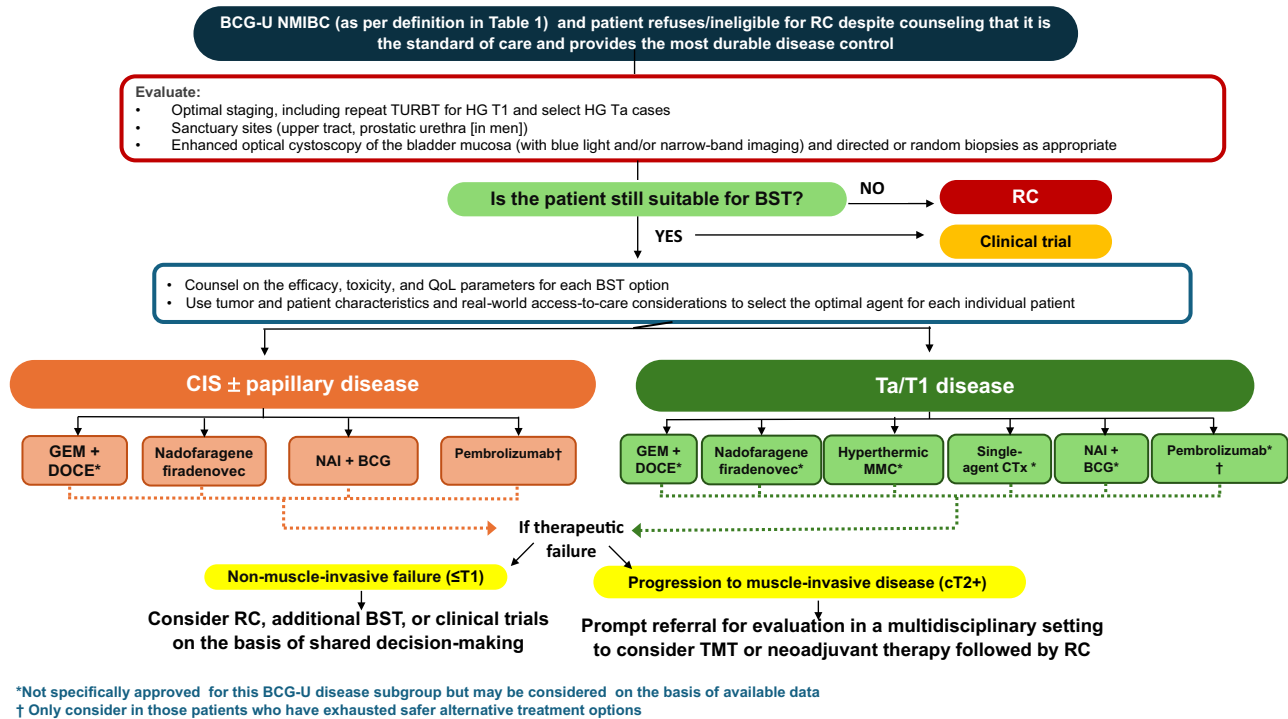 BCG-U NMIBC (as per definition in Table 1) and patient refuses/ineligible for RC despite counseling that it is
the standard of care and provides the most durable disease control
Evaluate:
• Optimal staging, including repeat TURBT for HG T1 and select HG Ta cases
• Sanctuary sites (upper tract, prostatic urethra [in men])
• Enhanced optical cystoscopy of the bladder mucosa (with blue light and/or narrow-band imaging) and directed or random biopsies as appropriate
Is the patient still suitable for BST?
NO
RC
YES
Clinical trial
• Counsel on the efficacy, toxicity, and QoL parameters for each BST option
• Use tumor and patient characteristics and real-world access-to-care considerations to select the optimal agent for each individual patient
CIS ± papillary disease
Ta/T1 disease
GEM +
DOCE*
Nadofaragene
firadenovec
NAI + BCG
Pembrolizumab†
GEM +
DOCE*
Nadofaragene
firadenovec*
Hyperthermic
MMC*
Single-
agent CTx *
NAI +
BCG*
Pembrolizumab*
†
If therapeutic
failure
Non-muscle-invasive failure (≤T1)
Progression to muscle-invasive disease (cT2+)
Consider RC, additional BST, or clinical trials
on the basis of shared decision-making
Prompt referral for evaluation in a multidisciplinary setting
to consider TMT or neoadjuvant therapy followed by RC
*Not specifically approved for this BCG-U disease subgroup but may be considered on the basis of available data
† Only consider in those patients who have exhausted safer alternative treatment options